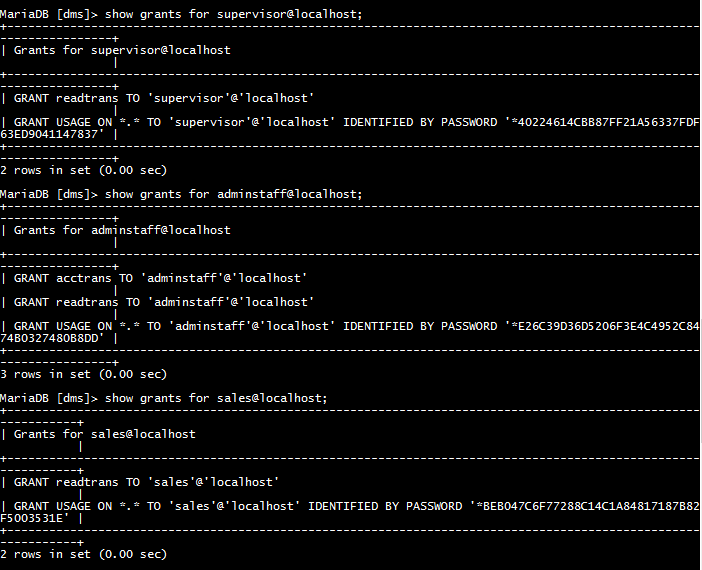 MariaDB [dms]> show grants for supervisor@localhost;
+----------------------------------------------------------------------------------------------------
----------------+
| Grants for supervisor@localhost
                |
+----------------------------------------------------------------------------------------------------
----------------+
| GRANT readtrans TO 'supervisor'@'localhost'
                |
| GRANT USAGE ON *.* TO 'supervisor'@'localhost' IDENTIFIED BY PASSWORD '*40224614CBB87FF21A56337FDF
63ED9041147837' |
+----------------------------------------------------------------------------------------------------
----------------+
2 rows in set (0.00 sec)
MariaDB [dms]> show grants for adminstaff@localhost;
+----------------------------------------------------------------------------------------------------
----------------+
| Grants for adminstaff@localhost
                |
+----------------------------------------------------------------------------------------------------
----------------+
| GRANT acctrans TO 'adminstaff'@'localhost'
                |
| GRANT readtrans TO 'adminstaff'@'localhost'
                |
| GRANT USAGE ON *.* TO 'adminstaff'@'localhost' IDENTIFIED BY PASSWORD '*E26C39D36D5206F3E4C4952C84
74B0327480B8DD' |
+----------------------------------------------------------------------------------------------------
----------------+
3 rows in set (0.00 sec)
MariaDB [dms]> show grants for sales@localhost;
+----------------------------------------------------------------------------------------------------
-----------+
| Grants for sales@localhost
           |
+----------------------------------------------------------------------------------------------------
-----------+
| GRANT readtrans TO 'sales'@'localhost'
           |
| GRANT USAGE ON *.* TO 'sales'@'localhost' IDENTIFIED BY PASSWORD '*BEB047C6F77288C14C1A84817187B82
F5003531E' |
+----------------------------------------------------------------------------------------------------
-----------+
2 rows in set (0.00 sec)